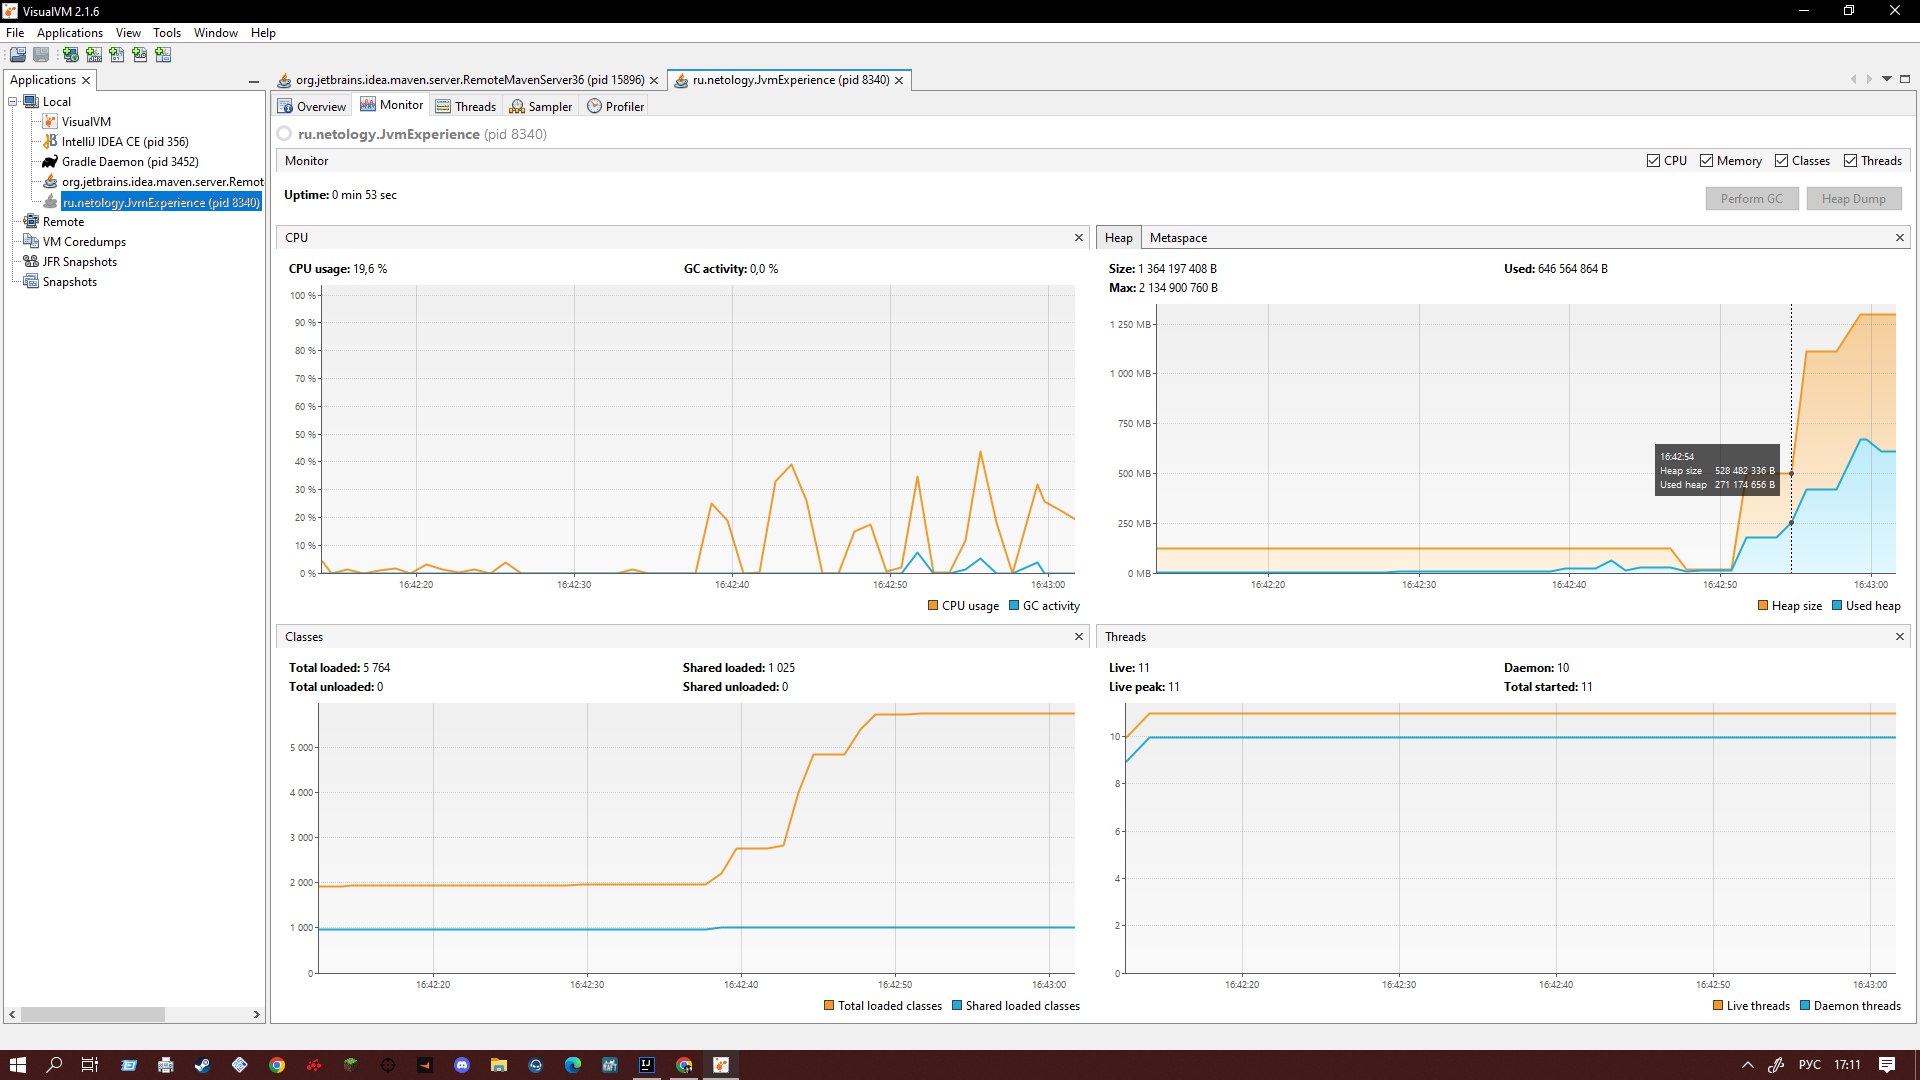 VisualVM 2.1.6
File Applications View Tools Window Help
Applications
Local
VisualVM
IntelliJ IDEA CE (pid 356)
Gradle Daemon (pid 3452)
org.jetbrains.idea.maven.server.Remot
ru.netology.JvmExperience (pid 8340)
Remote
VM Coredumps
JFR Snapshots
Snapshots
org.jetbrains.idea.maven.server.RemoteMavenServer36 (pid 15896) ru.netology.JvmExperience (pid 8340)
Overview Monitor Threads Sampler Profiler
ru.netology.JvmExperience (pid 8340)
Monitor CPU Memory Classes Threads
Uptime: 0 min 53 sec Perform GC Heap Dump
CPU
CPU usage: 19,6 % GC activity: 0,0 %
100 %
90 %
80 %
70 %
60 %
50 %
40 %
30 %
20 %
10 %
0 %
16:42:20 16:42:30 16:42:40 16:42:50 16:43:00
CPU usage GC activity
Heap Metaspace
Size: 1 364 197 408 B Used: 646 564 864 B
Max: 2 134 900 760 B
1 250 MB
1 000 MB
750 MB
500 MB
250 MB
0 MB
16:42:54
Heap size 528 482 336 B
Used heap 271 174 656 B
16:42:20 16:42:30 16:42:40 16:42:50 16:43:00
Heap size Used heap
Classes
Total loaded: 5 764 Shared loaded: 1 025
Total unloaded: 0 Shared unloaded: 0
5 000
4 000
3 000
2 000
1 000
0
16:42:20 16:42:30 16:42:40 16:42:50 16:43:00
Total loaded classes Shared loaded classes
Threads
Live: 11 Daemon: 10
Live peak: 11 Total started: 11
10
8
6
4
2
0
16:42:20 16:42:30 16:42:40 16:42:50 16:43:00
Live threads Daemon threads
РУС 17:11